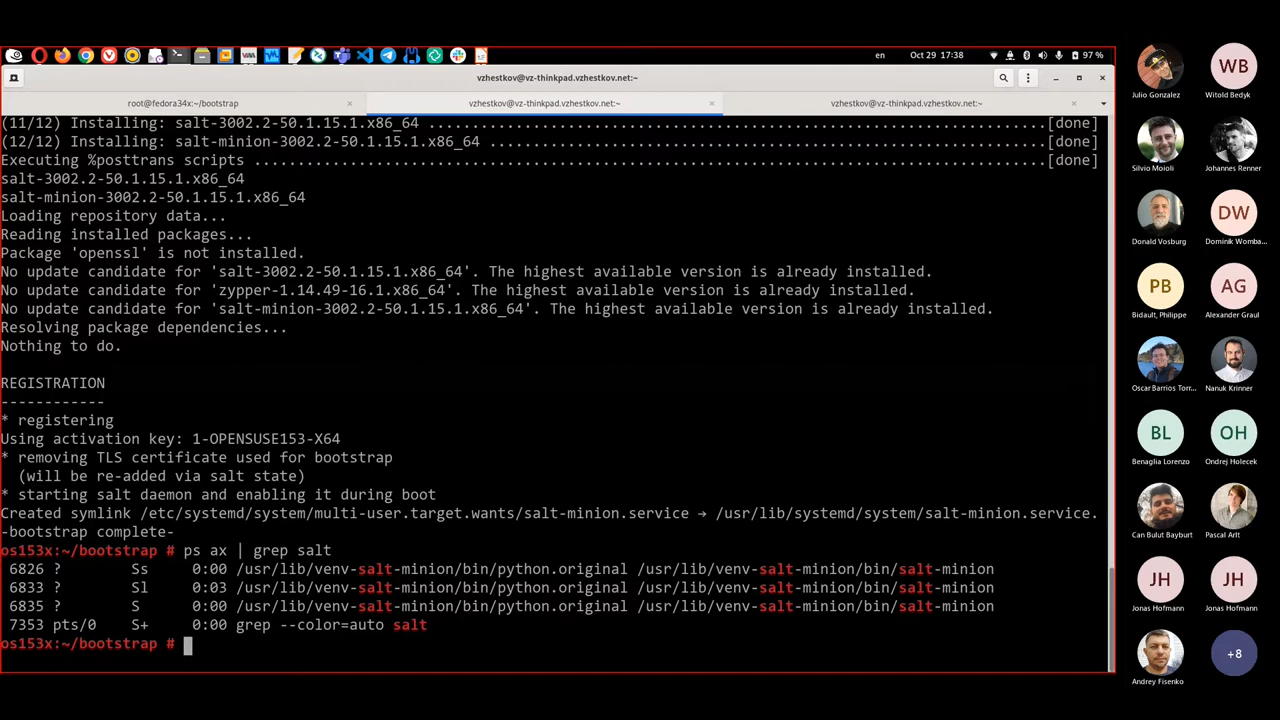 en
Oct 29 17:38
97 %
vzhestkov@vz-thinkpad.vzhestkov.net:~
root@fedora34x:~/bootstrap
vzhestkov@vz-thinkpad.vzhestkov.net:~
vzhestkov@vz-thinkpad.vzhestkov.net:~
(11/12) Installing: salt-3002.2-50.1.15.1.x86_64 .......................................................................[done]
(12/12) Installing: salt-minion-3002.2-50.1.15.1.x86_64 ................................................................[done]
Executing %posttrans scripts ...........................................................................................[done]
salt-3002.2-50.1.15.1.x86_64
salt-minion-3002.2-50.1.15.1.x86_64
Loading repository data...
Reading installed packages...
Package 'openssl' is not installed.
No update candidate for 'salt-3002.2-50.1.15.1.x86_64'. The highest available version is already installed.
No update candidate for 'zypper-1.14.49-16.1.x86_64'. The highest available version is already installed.
No update candidate for 'salt-minion-3002.2-50.1.15.1.x86_64'. The highest available version is already installed.
Resolving package dependencies...
Nothing to do.
REGISTRATION
------------
* registering
Using activation key: 1-OPENSUSE153-X64
* removing TLS certificate used for bootstrap
(will be re-added via salt state)
* starting salt daemon and enabling it during boot
Created symlink /etc/systemd/system/multi-user.target.wants/salt-minion.service → /usr/lib/systemd/system/salt-minion.service.
-bootstrap complete-
os153x:~/bootstrap # ps ax | grep salt
6826 ? Ss 0:00 /usr/lib/venv-salt-minion/bin/python.original /usr/lib/venv-salt-minion/bin/salt-minion
6833 ? Sl 0:03 /usr/lib/venv-salt-minion/bin/python.original /usr/lib/venv-salt-minion/bin/salt-minion
6835 ? S 0:00 /usr/lib/venv-salt-minion/bin/python.original /usr/lib/venv-salt-minion/bin/salt-minion
7353 pts/0 S+ 0:00 grep --color=auto salt
os153x:~/bootstrap #
WB
Julio Gonzalez
Witold Bedyk
Silvio Moioli
Johannes Renner
DW
Donald Vosburg
Dominik Womba...
PB
AG
Bidault, Philippe
Alexander Graul
Oscar Barrios Torr...
Nanuk Krinner
BL
OH
Benaglia Lorenzo
Ondrej Holecek
Can Bulut Bayburt
Pascal Arlt
JH
JH
Jonas Hofmann
Jonas Hofmann
+8
Andrey Fisenko